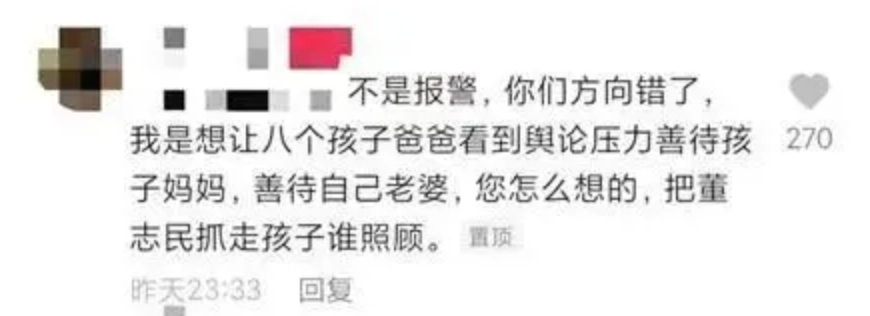 不是报警，你们方向错了，
我是想让八个孩子爸爸看到舆论压力善待孩
子妈妈，善待自己老婆，您怎么想的，把董
志民抓走孩子谁照顾。 置顶
270
昨天23:33 回复